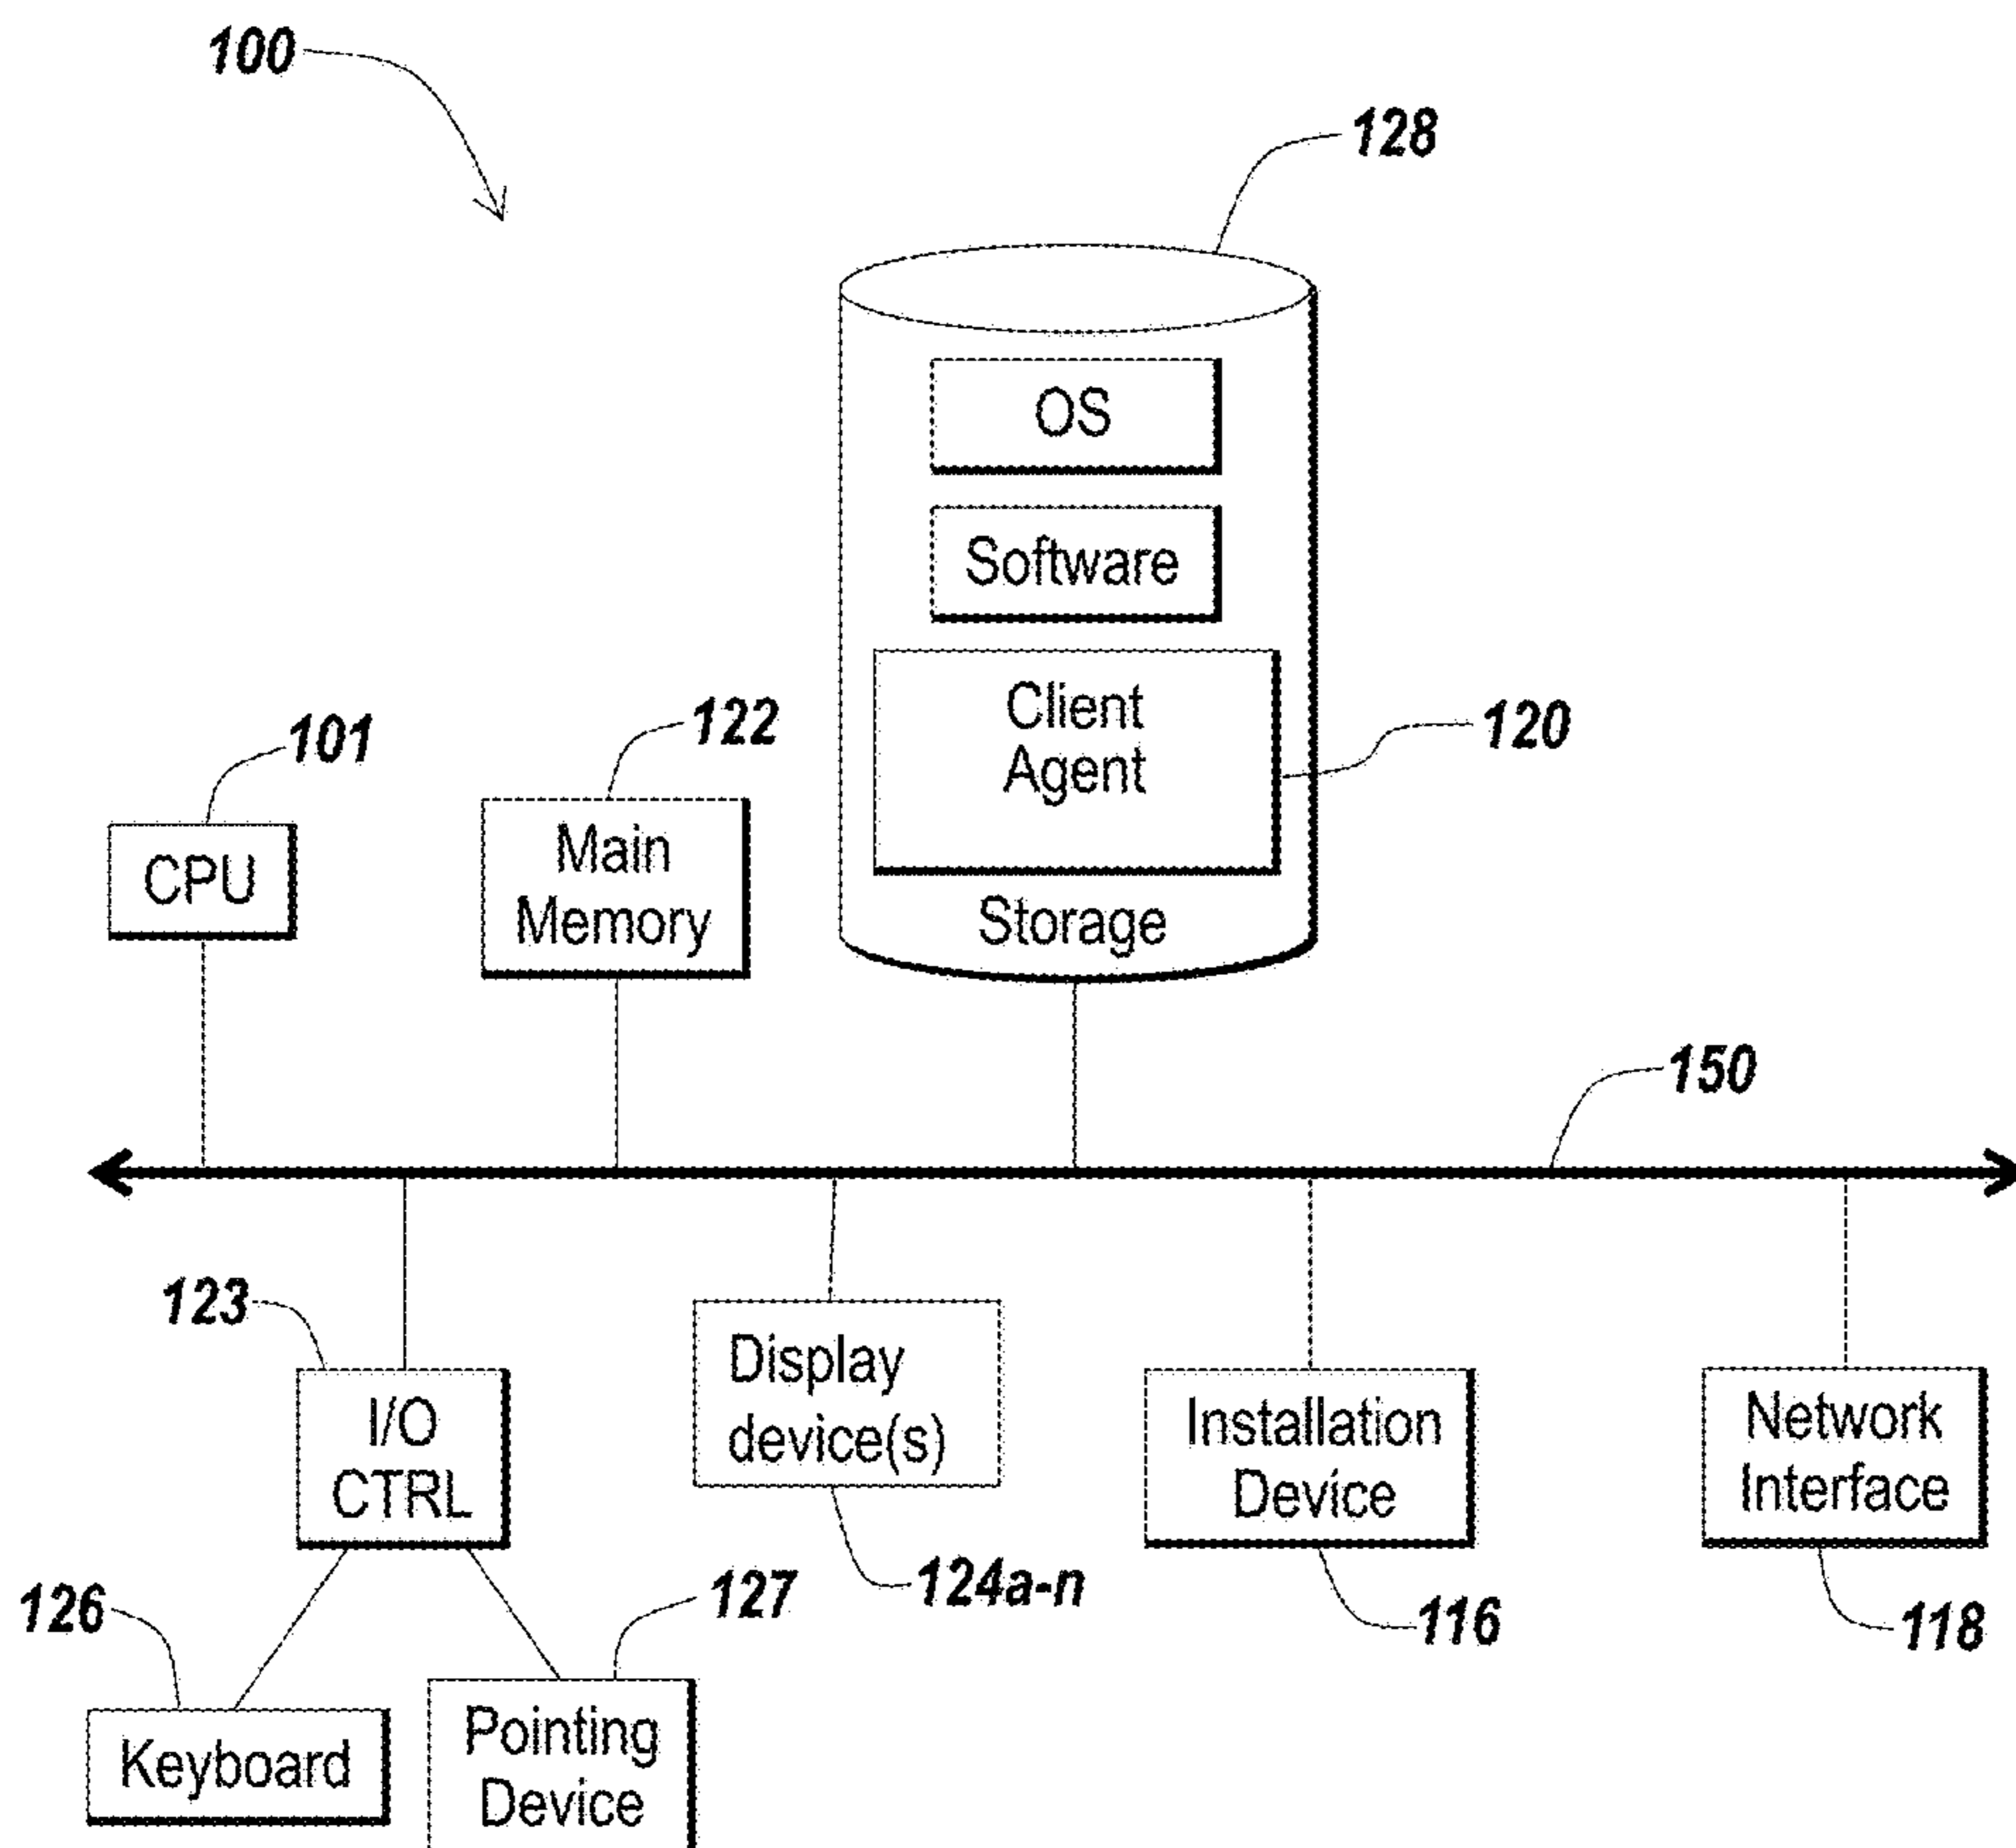 100
128
OS
Software
Client
Agent
120
Storage
101
CPU
122
Main
Memory
150
123
I/O
CTRL
Display
device(s)
124a-n
Installation
Device
116
Network
Interface
118
126
Keyboard
127
Pointing
Device